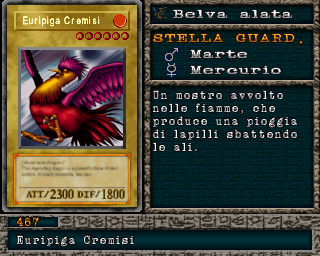 Euripiga Cremisi
ATT/2300 DIF/1800
Belva alata
STELLA GUARD.
♂ Marte
☿ Mercurio
Un mostro avvolto
nelle fiamme, che
produce una pioggia
di lapilli sbattendo
le ali.
467
Euripiga Cremisi